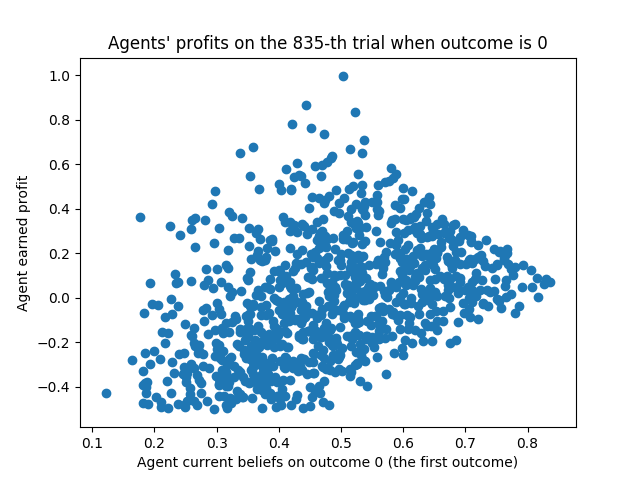 Agents' profits on the 835-th trial when outcome is 0
1.0
0.8
0.6
0.4
0.2
0.0
−0.2
−0.4
Agent earned profit
0.1 0.2 0.3 0.4 0.5 0.6 0.7 0.8
Agent current beliefs on outcome 0 (the first outcome)